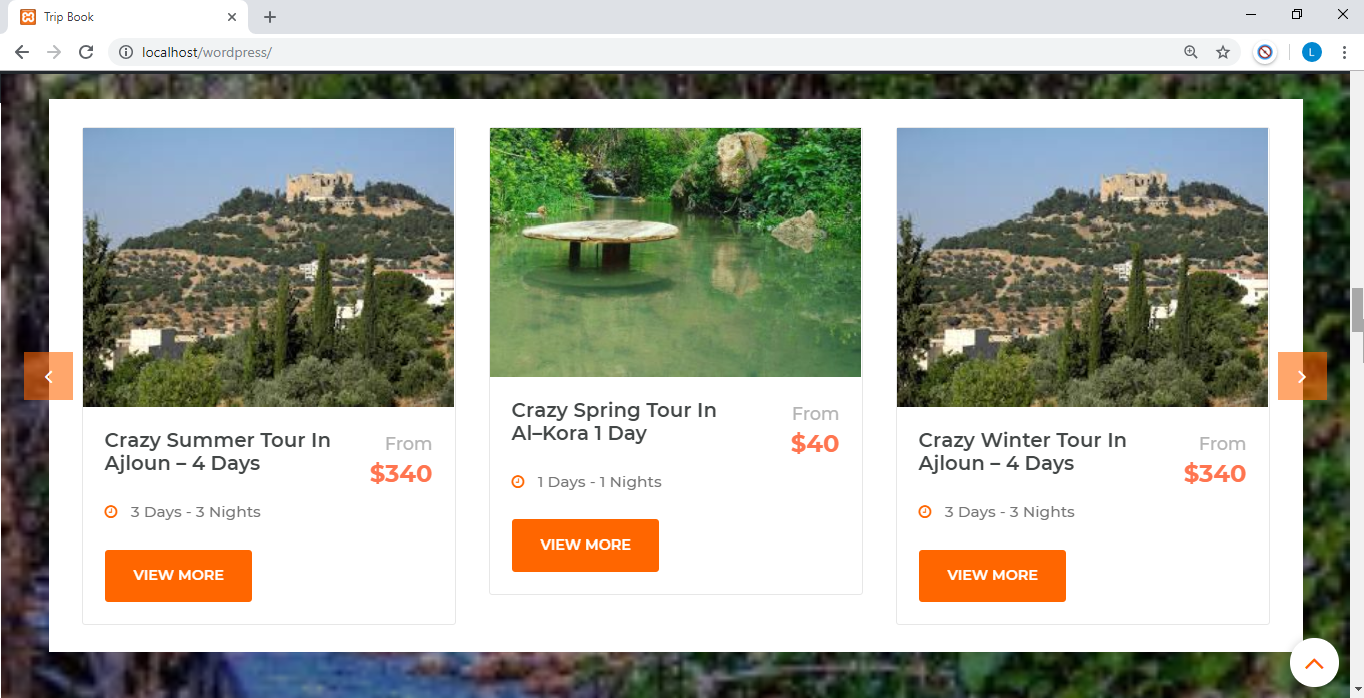 Trip Book
localhost/wordpress/
L
Crazy Summer Tour In
Ajloun – 4 Days
From
$340
3 Days - 3 Nights
VIEW MORE
Crazy Spring Tour In
Al–Kora 1 Day
From
$40
1 Days - 1 Nights
VIEW MORE
Crazy Winter Tour In
Ajloun – 4 Days
From
$340
3 Days - 3 Nights
VIEW MORE